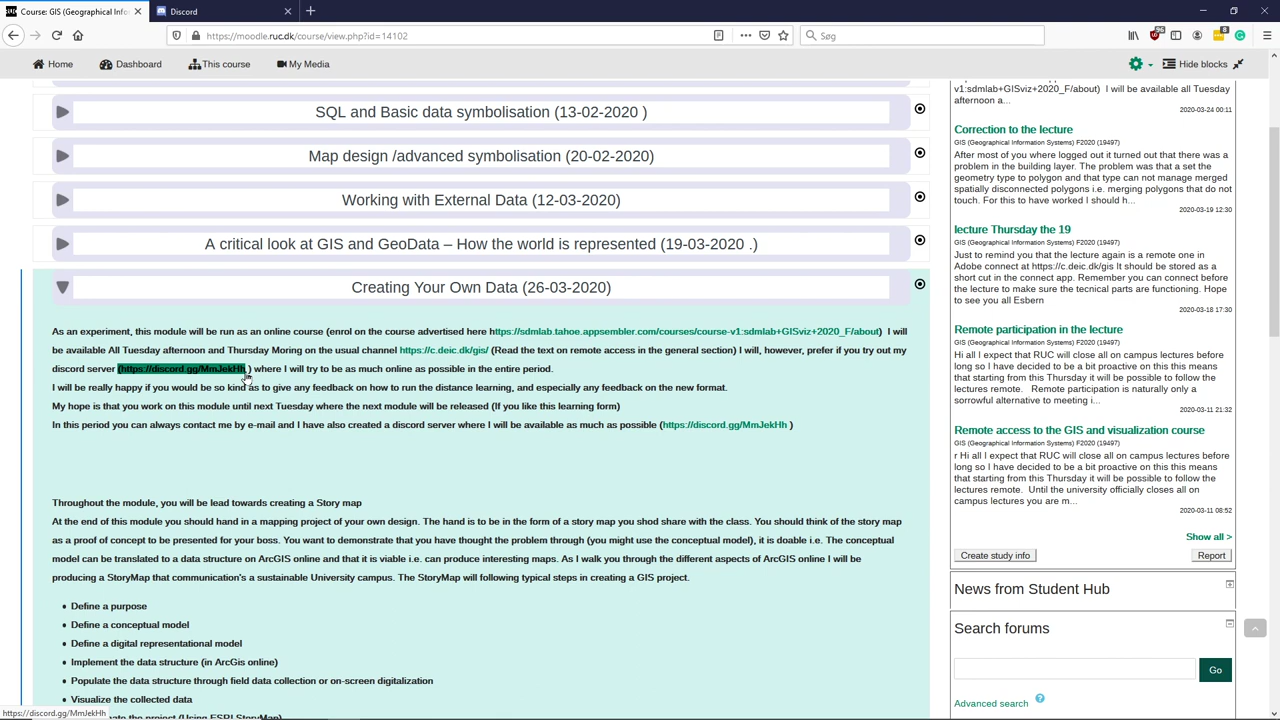 Course: GIS (Geographical Info
Discord
https://moodle.ruc.dk/course/view.php?id=14102
Søg
Home
Dashboard
This course
My Media
Hide blocks
SQL and Basic data symbolisation (13-02-2020 )
Map design /advanced symbolisation (20-02-2020)
Working with External Data (12-03-2020)
A critical look at GIS and GeoData – How the world is represented (19-03-2020 .)
Creating Your Own Data (26-03-2020)
As an experiment, this module will be run as an online course (enrol on the course advertised here https://sdmlab.tahoe.appsembler.com/courses/course-v1:sdmlab+GISviz+2020_F/about)  I will
be available All Tuesday afternoon and Thursday Moring on the usual channel https://c.deic.dk/gis/ (Read the text on remote access in the general section) I will, however, prefer if you try out my
discord server (https://discord.gg/MmJekHh ) where I will try to be as much online as possible in the entire period.
I will be really happy if you would be so kind as to give any feedback on how to run the distance learning, and especially any feedback on the new format.
My hope is that you work on this module until next Tuesday where the next module will be released (If you like this learning form)
In this period you can always contact me by e-mail and I have also created a discord server where I will be available as much as possible (https://discord.gg/MmJekHh )
Throughout the module, you will be lead towards creating a Story map
At the end of this module you should hand in a mapping project of your own design. The hand is to be in the form of a story map you shod share with the class. You should think of the story map
as a proof of concept to be presented for your boss. You want to demonstrate that you have thought the problem through (you might use the conceptual model), it is doable i.e. The conceptual
model can be translated to a data structure on ArcGIS online and that it is viable i.e. can produce interesting maps. As I walk you through the different aspects of ArcGIS online I will be
producing a StoryMap that communication's a sustainable University campus. The StoryMap will following typical steps in creating a GIS project.
Define a purpose
Define a conceptual model
Define a digital representational model
Implement the data structure (in ArcGis online)
Populate the data structure through field data collection or on-screen digitalization
Visualize the collected data
the project (Using ESRI StoryMap)
https://discord.gg/MmJekHh
v1:sdmlab+GISviz+2020_F/about)  I will be available all Tuesday
afternoon a...
2020-03-24 00:11
Correction to the lecture
GIS (Geographical Information Systems) F2020 (19497)
After most of you where logged out it turned out that there was a
problem in the building layer. The problem was that a set the
geometry type to polygon and that type can not manage merged
spatially disconnected polygons i.e. merging polygons that do not
touch. For this to have worked I should h...
2020-03-19 12:30
lecture Thursday the 19
GIS (Geographical Information Systems) F2020 (19497)
Just to remind you that the lecture again is a remote one in
Adobe connect at https://c.deic.dk/gis It should be stored as a
short cut in the connect app. Remember you can connect before
the lecture to make sure the tecnical parts are functioning. Hope
to see you all Esbern
2020-03-18 17:30
Remote participation in the lecture
GIS (Geographical Information Systems) F2020 (19497)
Hi all I expect that RUC will close all on campus lectures before
long so I have decided to be a bit proactive on this this means
that starting from this Thursday it will be possible to follow the
lectures remote.   Remote participation is naturally only a
sorrowful alternative to meeting i...
2020-03-11 21:32
Remote access to the GIS and visualization course
GIS (Geographical Information Systems) F2020 (19497)
r Hi all I expect that RUC will close all on campus lectures before
long so I have decided to be a bit proactive on this this means
that starting from this Thursday it will be possible to follow the
lectures remote.  Until the university officially closes all on
campus lectures you are m...
2020-03-11 08:52
Show all >
Create study info
Report
News from Student Hub
Search forums
Go
Advanced search